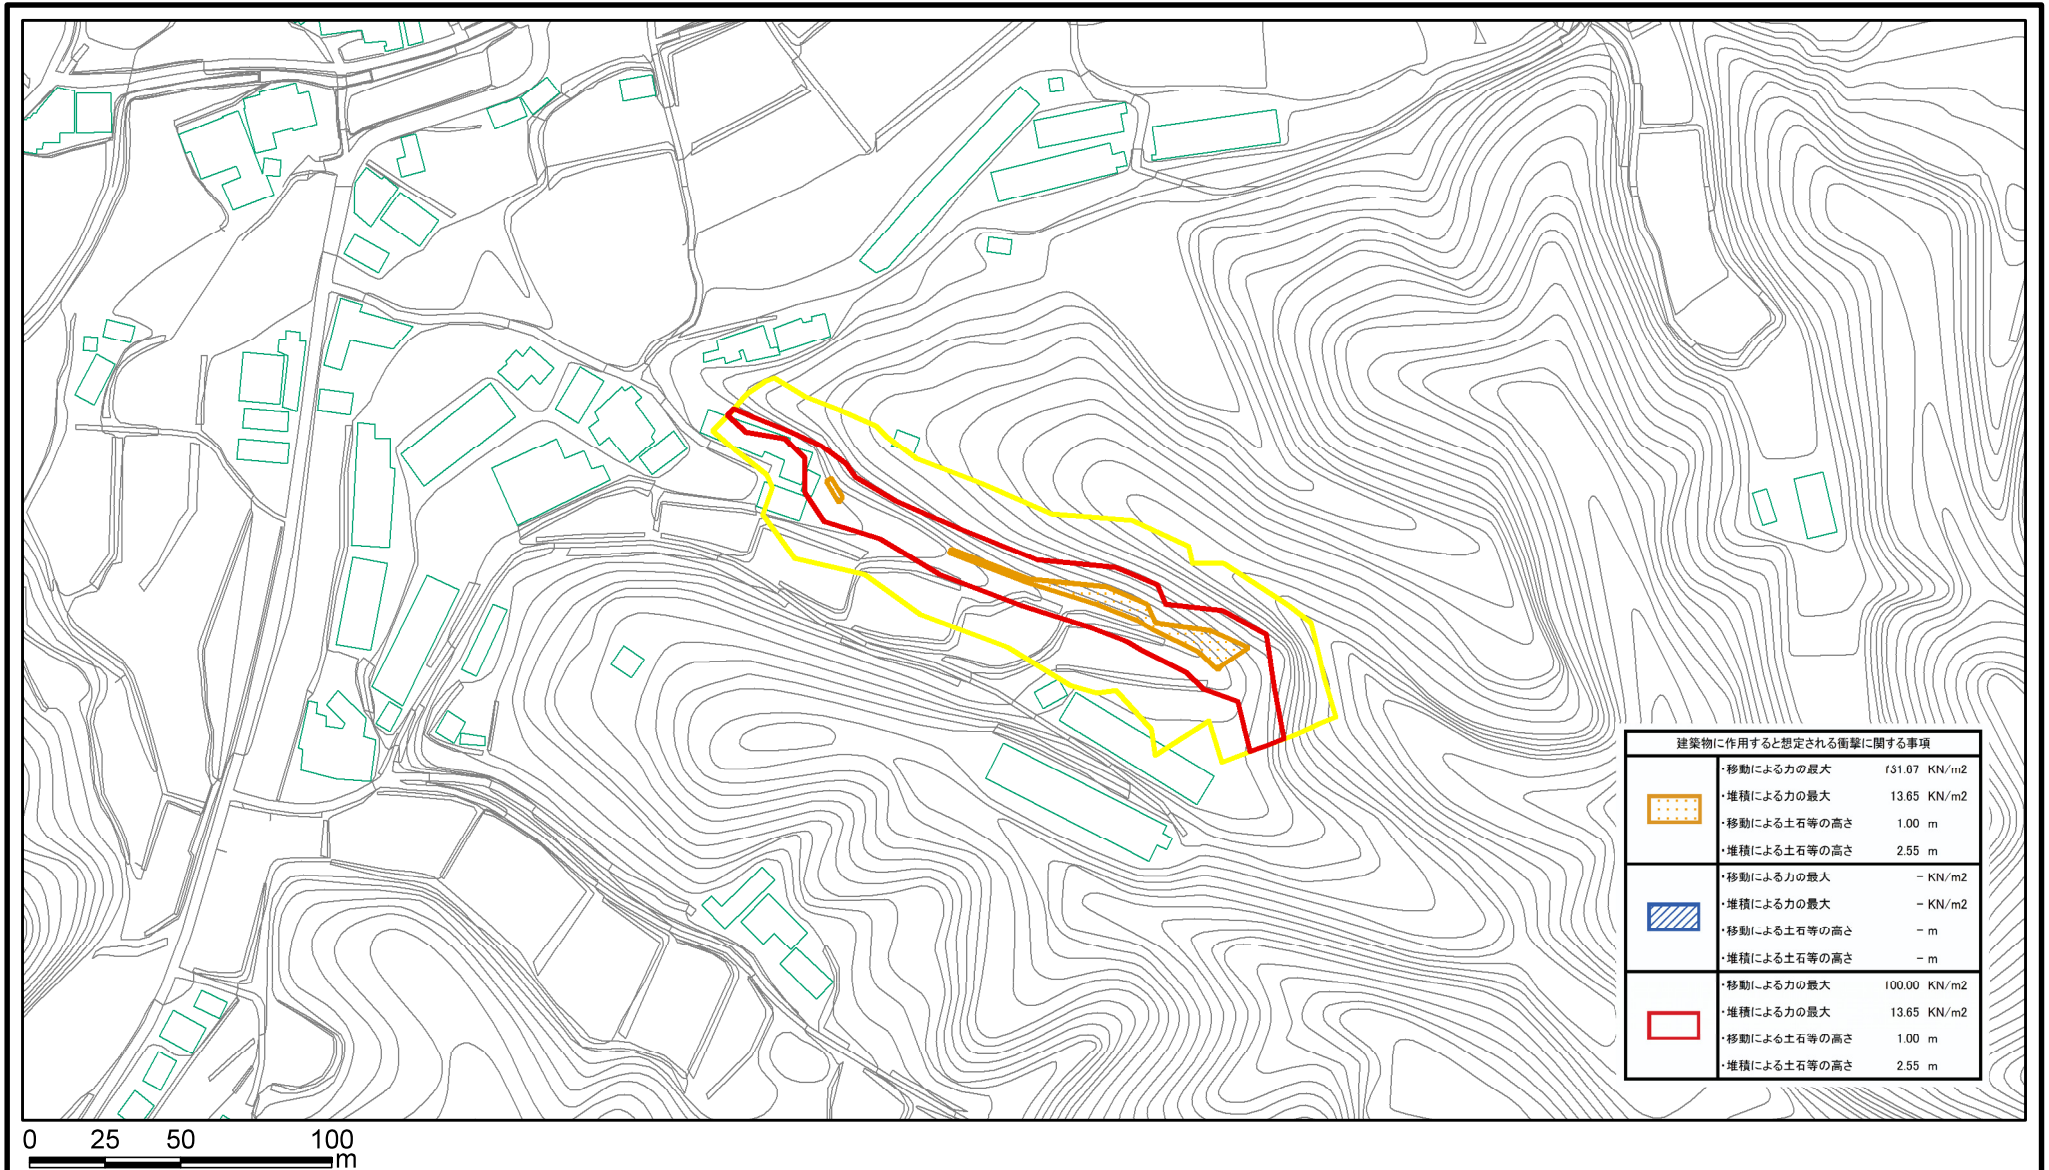 建築物に作用すると想定される衝撃に関する事項
・移動による力の最大 131.07 KN/m2
・堆積による力の最大 13.65 KN/m2
・移動による土石等の高さ 1.00 m
・堆積による土石等の高さ 2.55 m
・移動による力の最大 - KN/m2
・堆積による力の最大 - KN/m2
・移動による土石等の高さ - m
・堆積による土石等の高さ - m
・移動による力の最大 100.00 KN/m2
・堆積による力の最大 13.65 KN/m2
・移動による土石等の高さ 1.00 m
・堆積による土石等の高さ 2.55 m
0 25 50 100
m